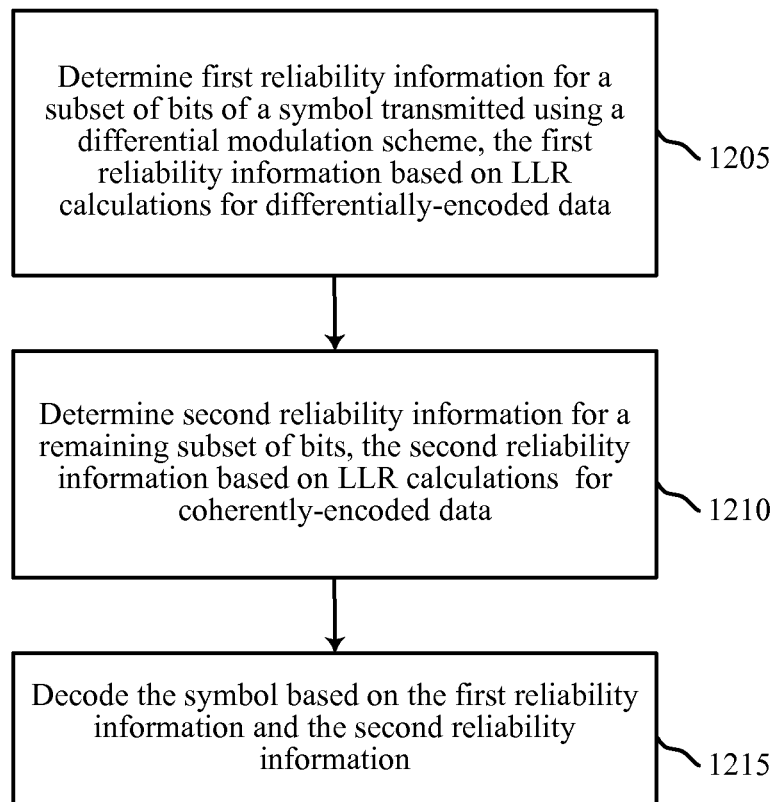 Determine first reliability information for a
subset of bits of a symbol transmitted using a
differential modulation scheme, the first
reliability information based on LLR
calculations for differentially-encoded data
1205
Determine second reliability information for a
remaining subset of bits, the second reliability
information based on LLR calculations for
coherently-encoded data
1210
Decode the symbol based on the first reliability
information and the second reliability
information
1215